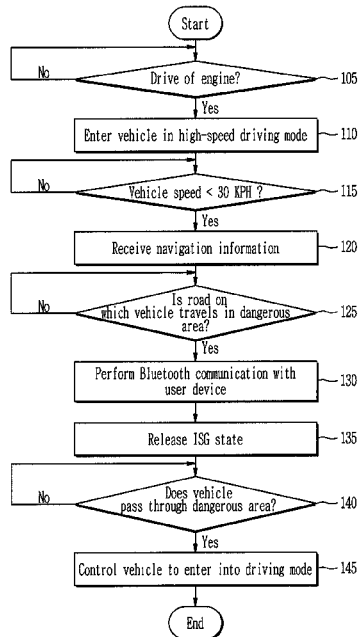 Start
Drive of engine?
105
No
Yes
Enter vehicle in high-speed driving mode
110
Vehicle speed < 30 KPH ?
115
No
Yes
Receive navigation information
120
Is road on
which vehicle travels in dangerous
area?
125
No
Yes
Perform Bluetooth communication with
user device
130
Release ISG state
135
Does vehicle
pass through dangerous area?
140
No
Yes
Control vehicle to enter into driving mode
145
End